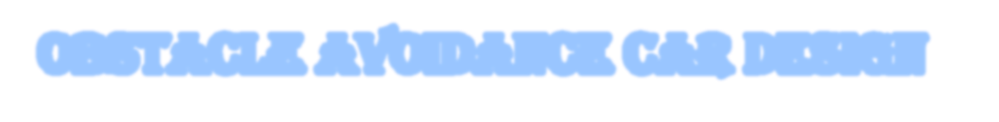 OBSTACLE AVOIDANCE CAR DESIGN